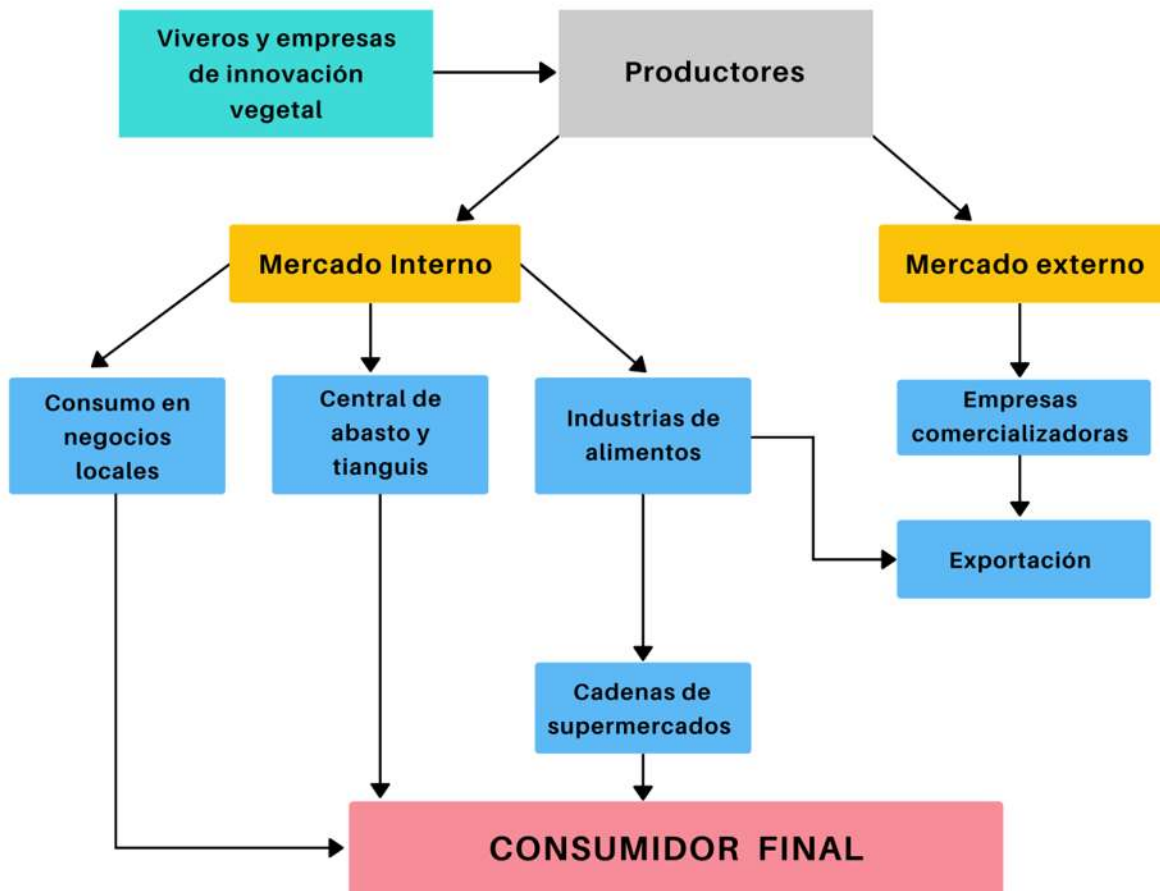 Viveros y empresas
de innovación
vegetal
Productores
Mercado Interno
Mercado externo
Consumo en
negocios
locales
Central de
abasto y
tianguis
Industrias de
alimentos
Empresas
comercializadoras
Exportación
Cadenas de
supermercados
CONSUMIDOR FINAL